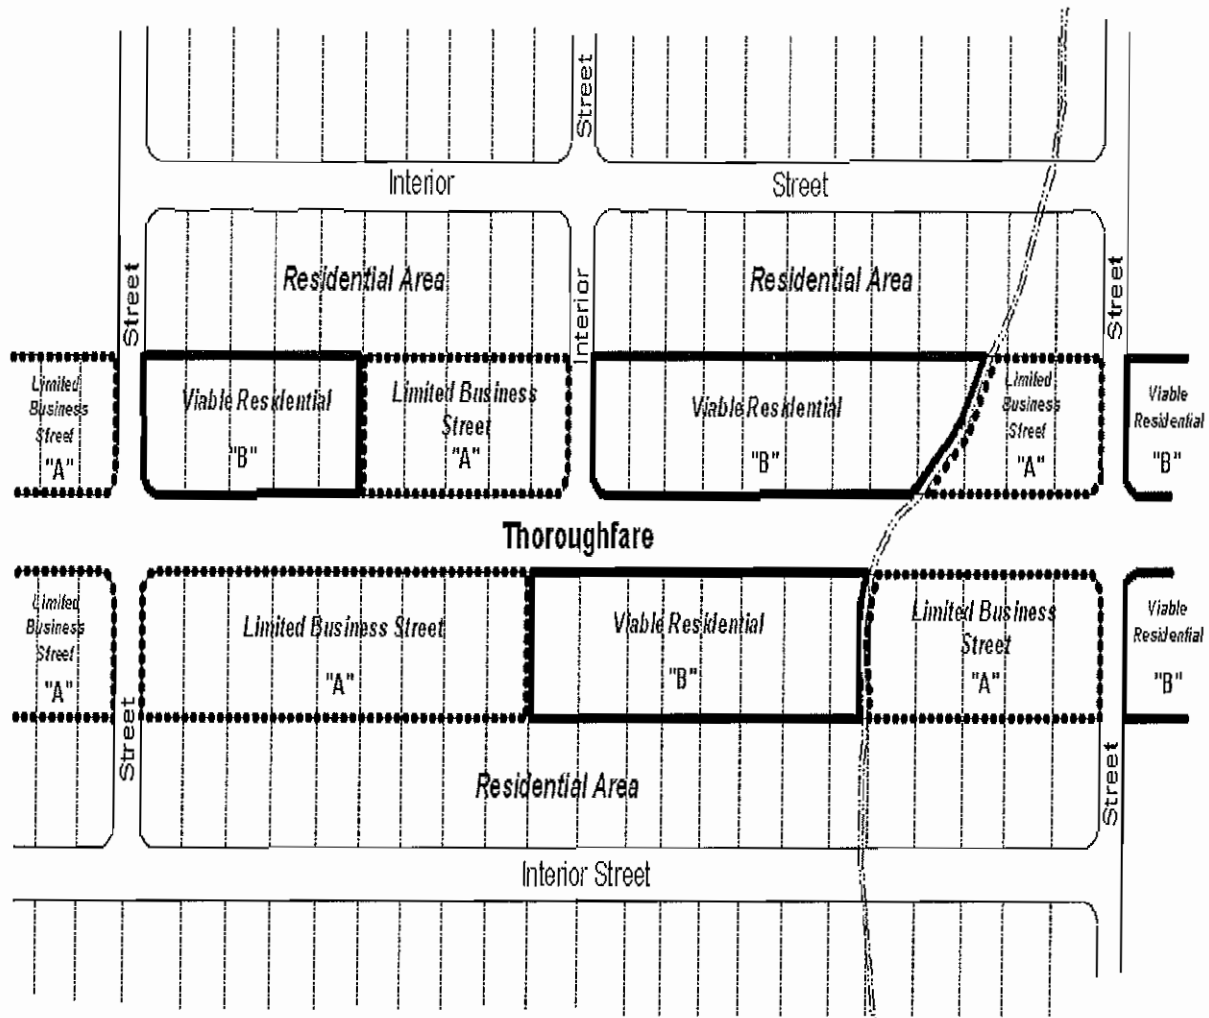 Street
Interior
Street
Residential Area
Residential Area
Street
Interior
Street
Limited
Business
Street
"A"
Viable Residential
"B"
Limited Business
Street
"A"
Viable Residential
"B"
Limited
Business
Street
"A"
Viable
Residential
"B"
Thoroughfare
Limited
Business
Street
"A"
Limited Business Street
"A"
Viable Residential
"B"
Limited Business
Street
"A"
Viable
Residential
"B"
Street
Residential Area
Street
Interior Street